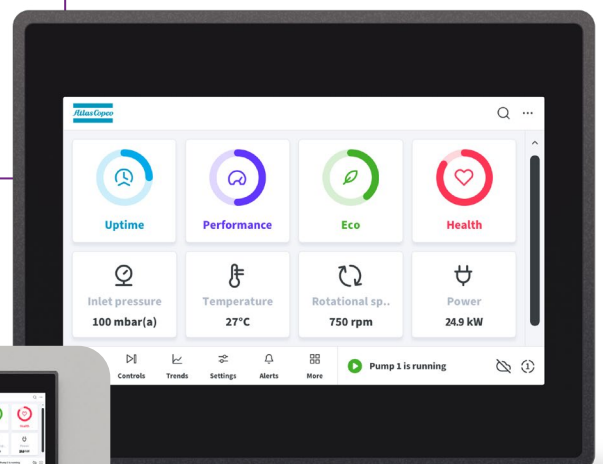 Atlas Copco
Uptime
Performance
Eco
Health
Inlet pressure
Temperature
Rotational sp..
Power
100 mbar(a)
27°C
750 rpm
24.9 kW
Controls
Trends
Settings
Alerts
More
Pump 1 is running
1